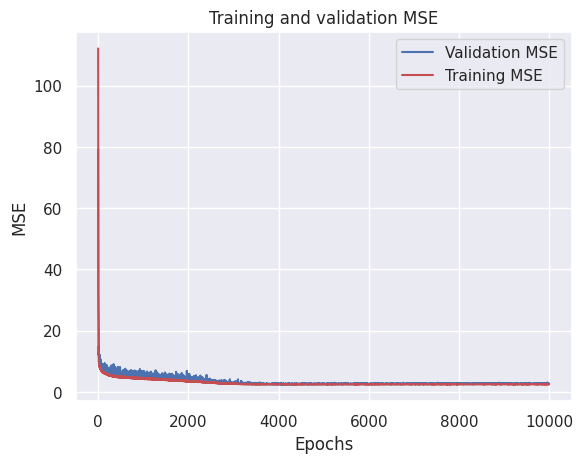 Training and validation MSE
Validation MSE
Training MSE
100
80
60
40
20
0
MSE
0
2000
4000
6000
8000
10000
Epochs